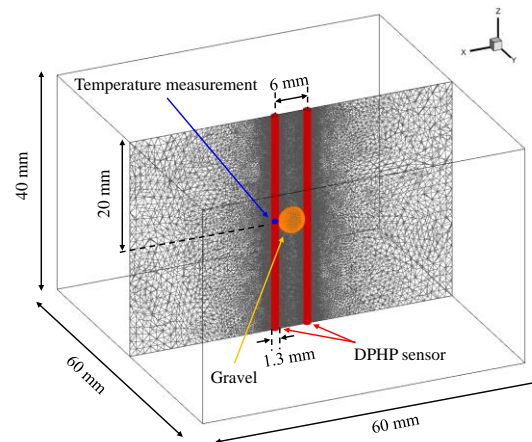 Z
X
Y
Temperature measurement
6 mm
40 mm
20 mm
1.3 mm
DPHP sensor
Gravel
60 mm
60 mm